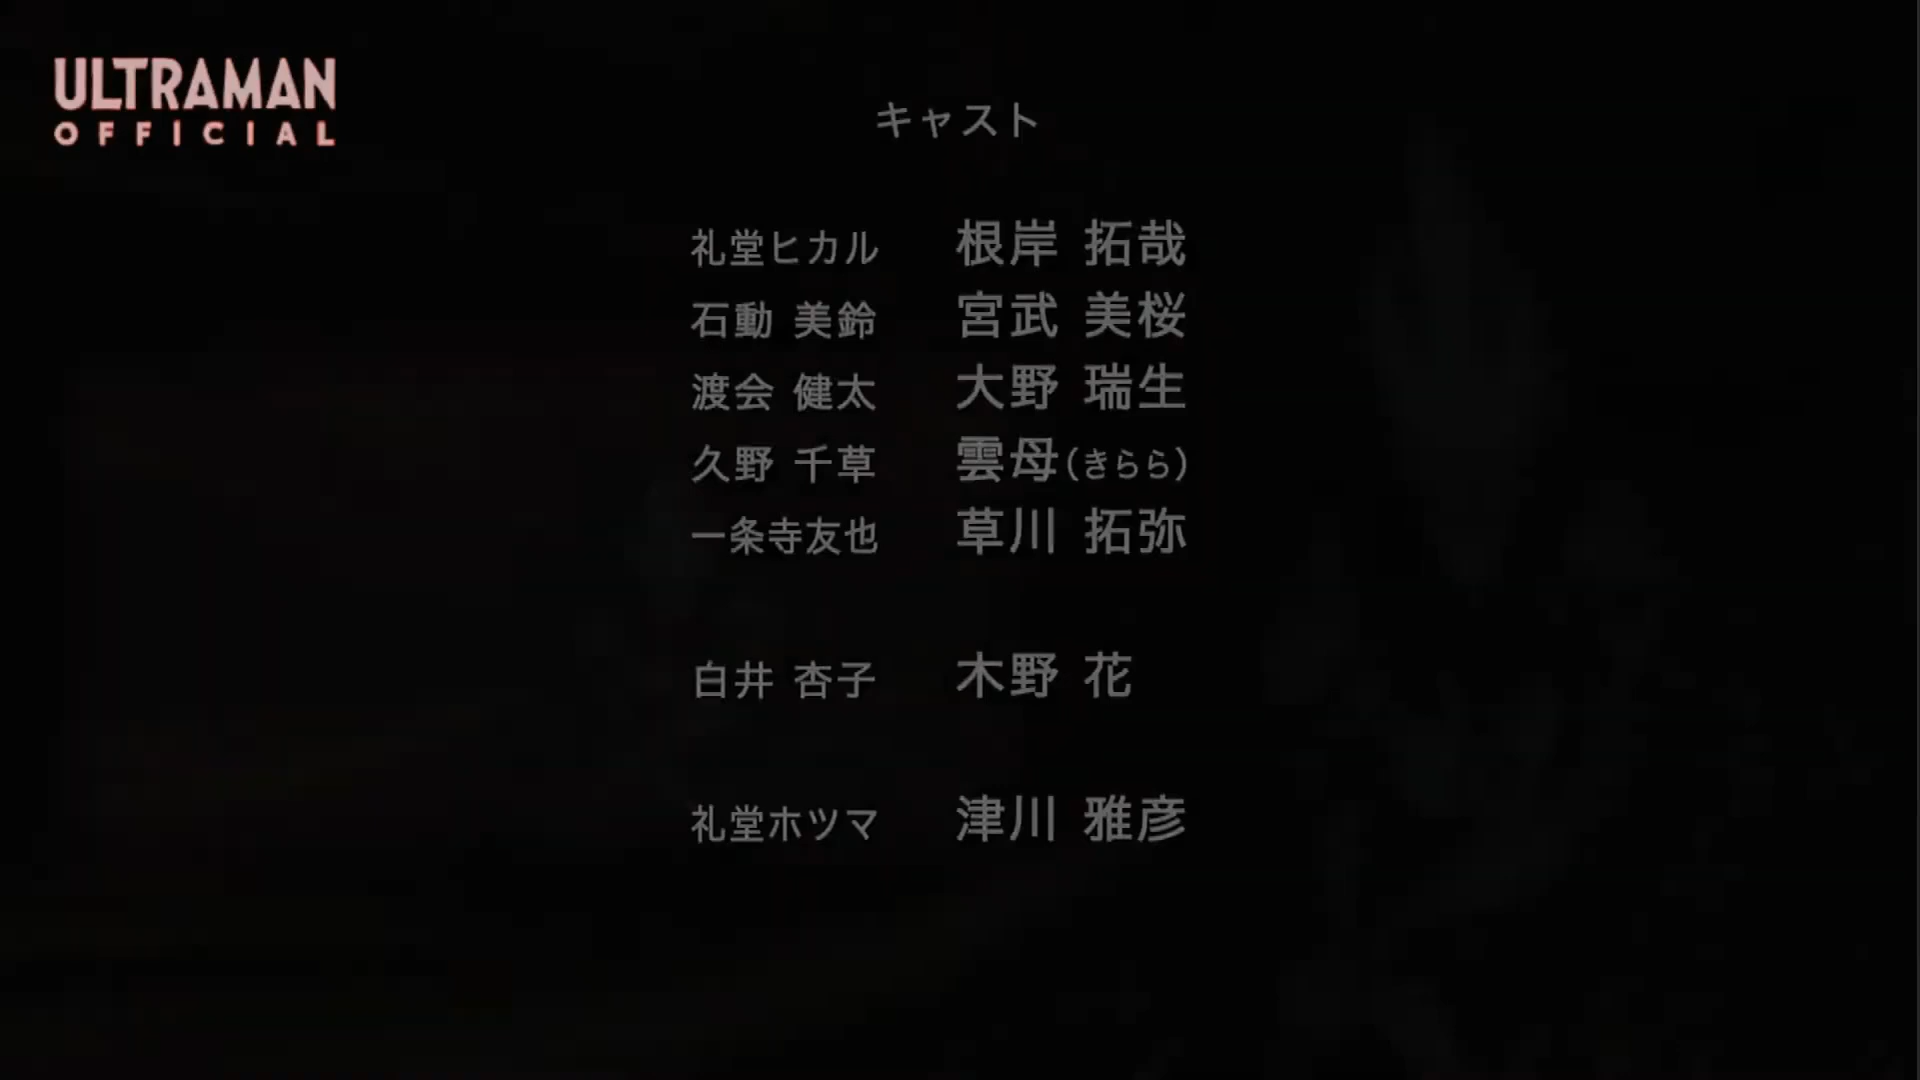 ULTRAMAN
OFFICIAL
キャスト
礼堂ヒカル 根岸 拓哉
石動 美鈴 宮武 美桜
渡会 健太 大野 瑞生
久野 千草 雲母(きらら)
一条寺友也 草川 拓弥
白井 杏子 木野 花
礼堂ホツマ 津川 雅彦